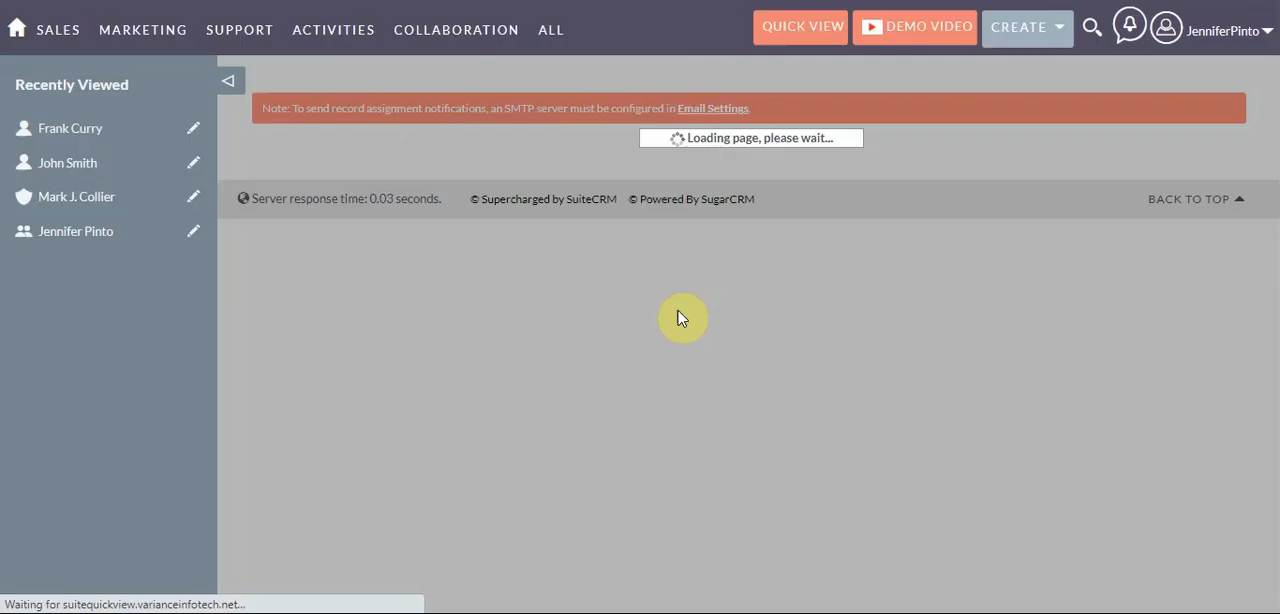 SALES MARKETING SUPPORT ACTIVITIES COLLABORATION ALL QUICK VIEW DEMO VIDEO CREATE JenniferPinto
Recently Viewed
Frank Curry
John Smith
Mark J. Collier
Jennifer Pinto
Note: To send record assignment notifications, an SMTP server must be configured in Email Settings.
Loading page, please wait...
Server response time: 0.03 seconds. © Supercharged by SuiteCRM © Powered By SugarCRM BACK TO TOP
Waiting for suitequickview.varianceinfotech.net...